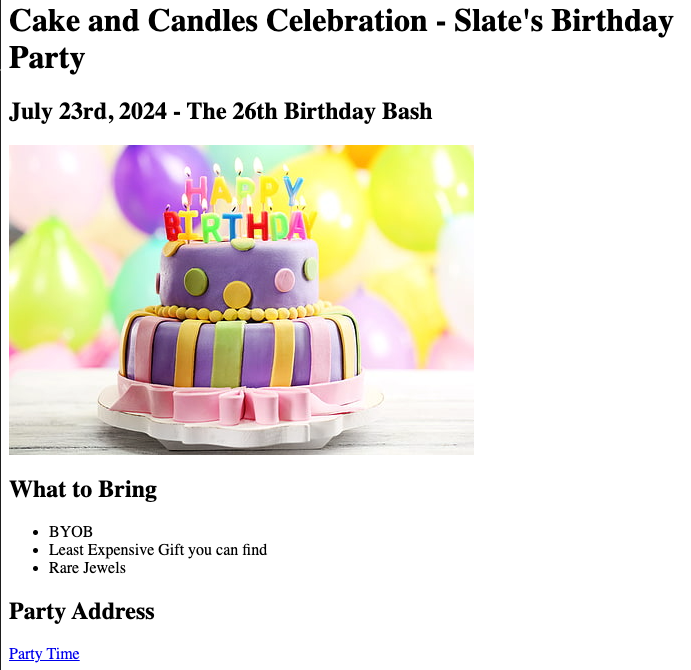 Cake and Candles Celebration - Slate's Birthday
Party
July 23rd, 2024 - The 26th Birthday Bash
HAPPY
BIRTHDAY
What to Bring
BYOB
Least Expensive Gift you can find
Rare Jewels
Party Address
Party Time